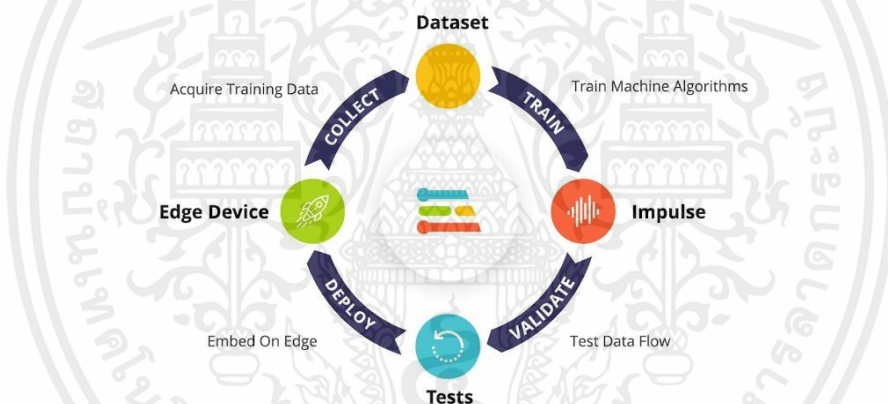 Dataset
Acquire Training Data
COLLECT
TRAIN
Train Machine Algorithms
Edge Device
Impulse
DEPLOY
VALIDATE
Embed On Edge
Test Data Flow
Tests